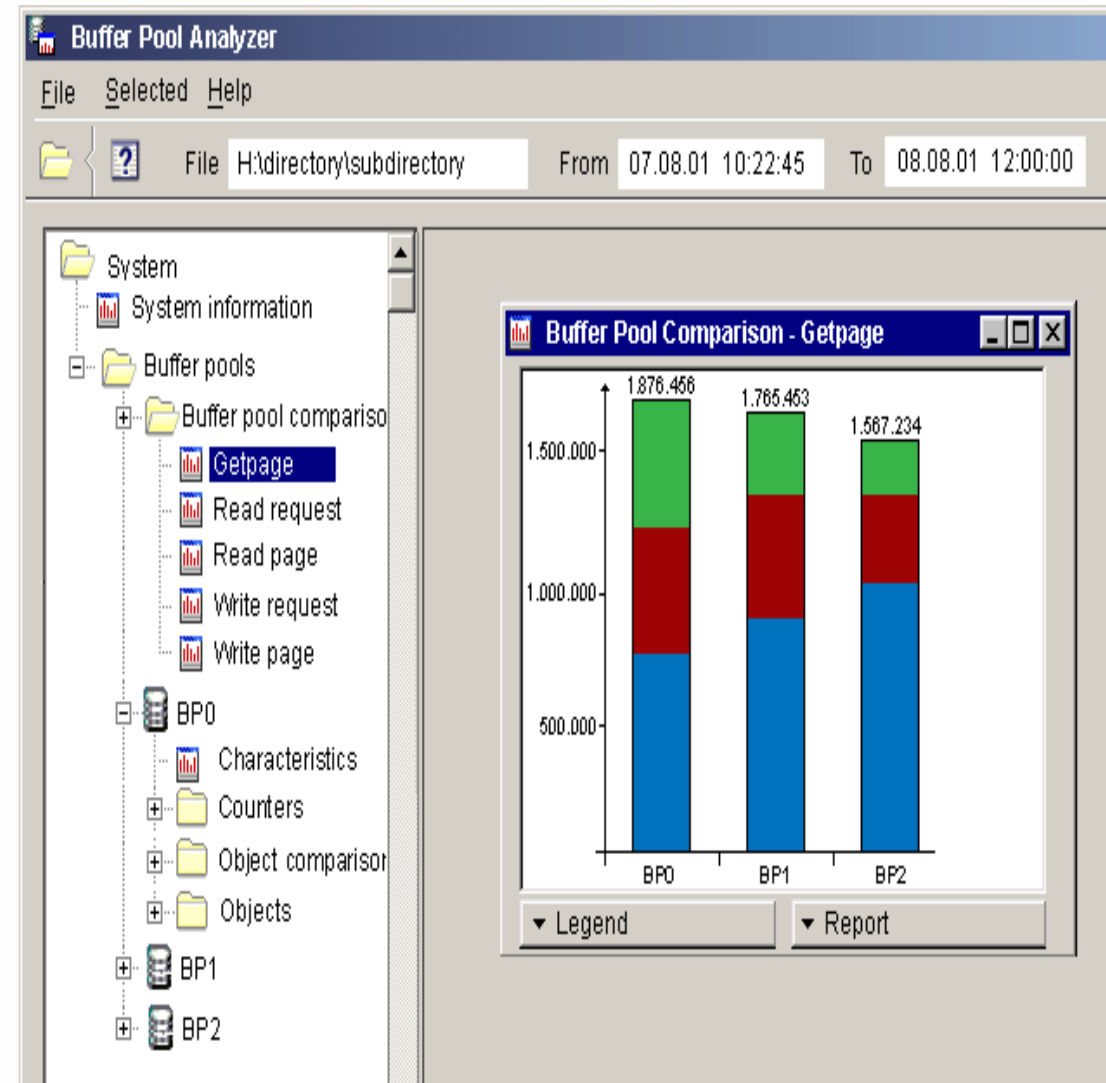 Buffer Pool Analyzer
File Selected Help
File H:\directory\subdirectory From 07.08.01 10:22:45 To 08.08.01 12:00:00
System
System information
Buffer pools
Buffer pool compariso
Getpage
Read request
Read page
Write request
Write page
BP0
Characteristics
Counters
Object comparisor
Objects
BP1
BP2
Buffer Pool Comparison - Getpage
1.876.456
1.765.453
1.567.234
1.500.000
1.000.000
500.000
BP0 BP1 BP2
Legend Report